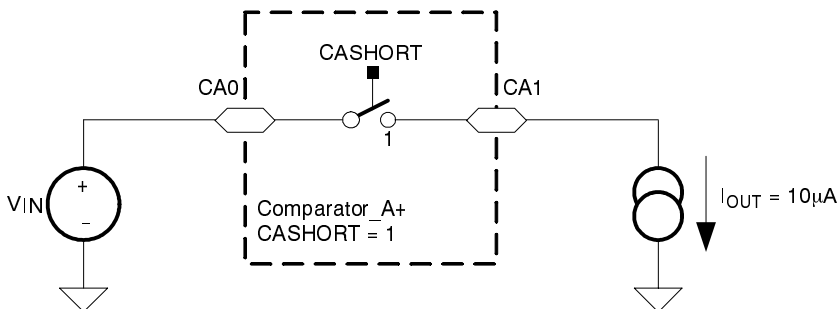 CASHORT
CA0
CA1
1
+
−
VIN
Comparator_A+
CASHORT = 1
IOUT = 10µA